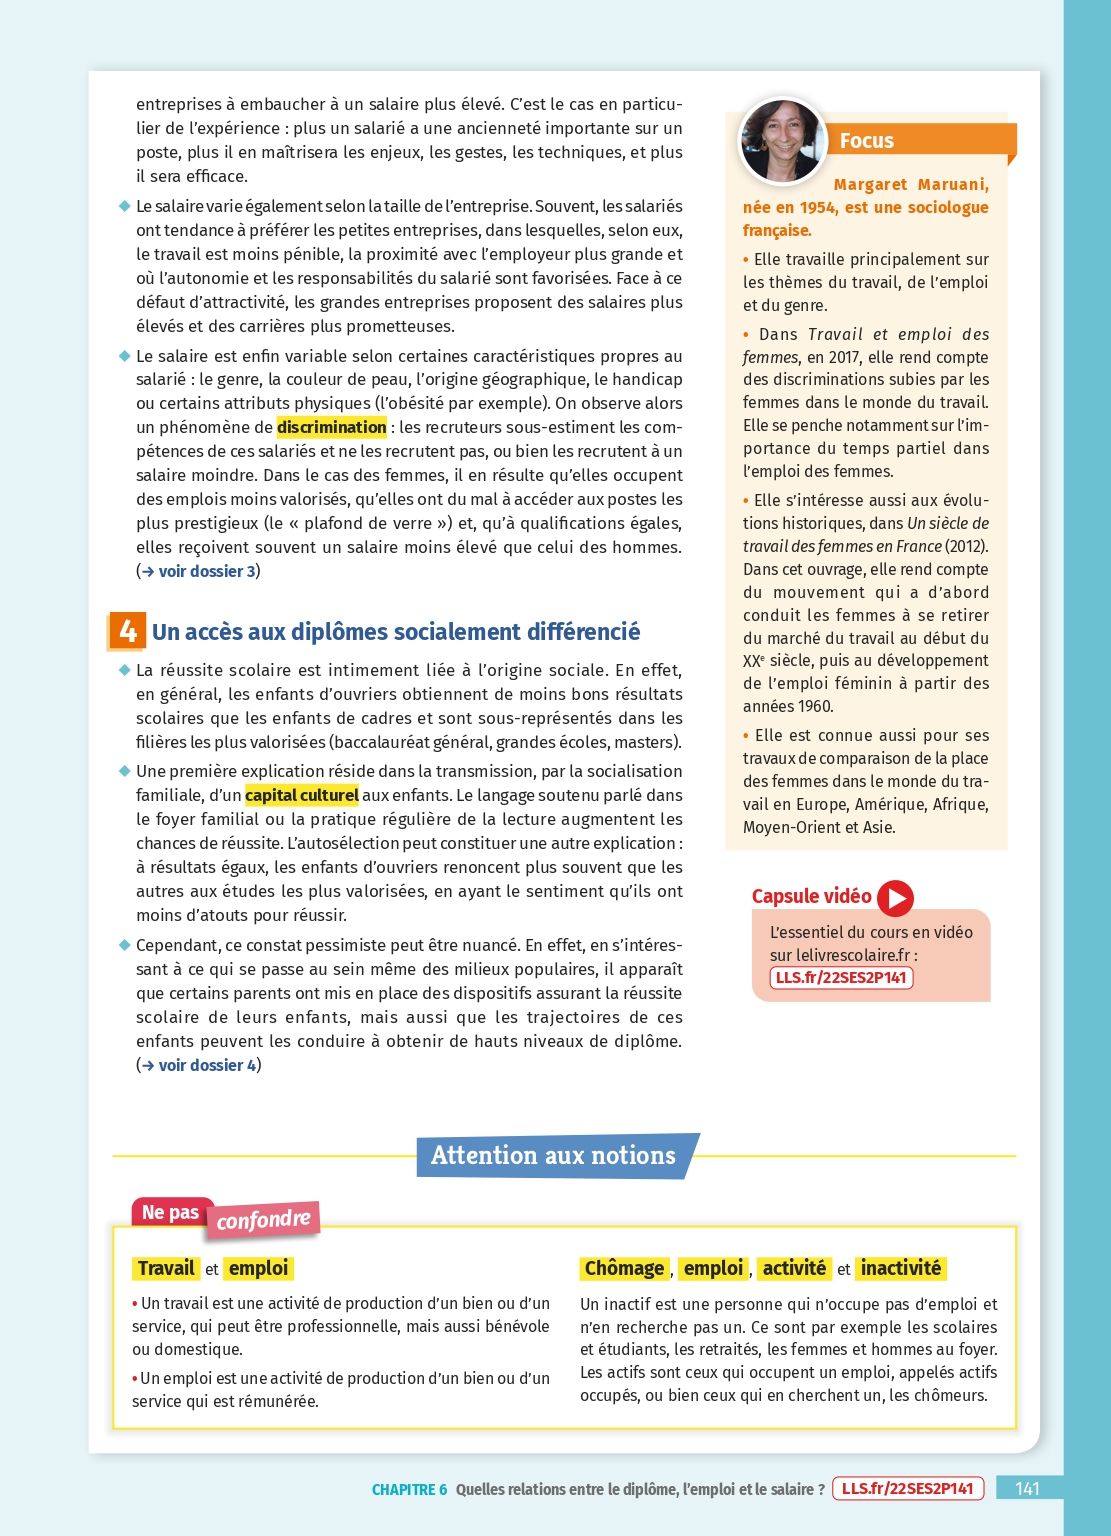 entreprises à embaucher à un salaire plus élevé. C’est le cas en particu-
lier de l’expérience : plus un salarié a une ancienneté importante sur un
poste, plus il en maîtrisera les enjeux, les gestes, les techniques, et plus
il sera efficace.
Le salaire varie également selon la taille de l’entreprise. Souvent, les salariés
ont tendance à préférer les petites entreprises, dans lesquelles, selon eux,
le travail est moins pénible, la proximité avec l’employeur plus grande et
où l’autonomie et les responsabilités du salarié sont favorisées. Face à ce
défaut d’attractivité, les grandes entreprises proposent des salaires plus
élevés et des carrières plus prometteuses.
Le salaire est enfin variable selon certaines caractéristiques propres au
salarié : le genre, la couleur de peau, l’origine géographique, le handicap
ou certains attributs physiques (l’obésité par exemple). On observe alors
un phénomène de discrimination : les recruteurs sous-estiment les com-
pétences de ces salariés et ne les recrutent pas, ou bien les recrutent à un
salaire moindre. Dans le cas des femmes, il en résulte qu’elles occupent
des emplois moins valorisés, qu’elles ont du mal à accéder aux postes les
plus prestigieux (le « plafond de verre ») et, qu’à qualifications égales,
elles reçoivent souvent un salaire moins élevé que celui des hommes.
(→ voir dossier 3)
4 Un accès aux diplômes socialement différencié
La réussite scolaire est intimement liée à l’origine sociale. En effet,
en général, les enfants d’ouvriers obtiennent de moins bons résultats
scolaires que les enfants de cadres et sont sous-représentés dans les
filières les plus valorisées (baccalauréat général, grandes écoles, masters).
Une première explication réside dans la transmission, par la socialisation
familiale, d’un capital culturel aux enfants. Le langage soutenu parlé dans
le foyer familial ou la pratique régulière de la lecture augmentent les
chances de réussite. L’autosélection peut constituer une autre explication :
à résultats égaux, les enfants d’ouvriers renoncent plus souvent que les
autres aux études les plus valorisées, en ayant le sentiment qu’ils ont
moins d’atouts pour réussir.
Cependant, ce constat pessimiste peut être nuancé. En effet, en s’intéres-
sant à ce qui se passe au sein même des milieux populaires, il apparaît
que certains parents ont mis en place des dispositifs assurant la réussite
scolaire de leurs enfants, mais aussi que les trajectoires de ces
enfants peuvent les conduire à obtenir de hauts niveaux de diplôme.
(→ voir dossier 4)
Focus
Margaret Maruani,
née en 1954, est une sociologue
française.
• Elle travaille principalement sur
les thèmes du travail, de l’emploi
et du genre.
• Dans Travail et emploi des
femmes, en 2017, elle rend compte
des discriminations subies par les
femmes dans le monde du travail.
Elle se penche notamment sur l’im-
portance du temps partiel dans
l’emploi des femmes.
• Elle s’intéresse aussi aux évolu-
tions historiques, dans Un siècle de
travail des femmes en France (2012).
Dans cet ouvrage, elle rend compte
du mouvement qui a d’abord
conduit les femmes à se retirer
du marché du travail au début du
XXe siècle, puis au développement
de l’emploi féminin à partir des
années 1960.
• Elle est connue aussi pour ses
travaux de comparaison de la place
des femmes dans le monde du tra-
vail en Europe, Amérique, Afrique,
Moyen-Orient et Asie.
Capsule vidéo
L’essentiel du cours en vidéo
sur lelivrescolaire.fr :
LLS.fr/22SES2P141
Attention aux notions
Ne pas confondre
Travail et emploi
• Un travail est une activité de production d’un bien ou d’un
service, qui peut être professionnelle, mais aussi bénévole
ou domestique.
• Un emploi est une activité de production d’un bien ou d’un
service qui est rémunérée.
Chômage, emploi, activité et inactivité
Un inactif est une personne qui n’occupe pas d’emploi et
n’en recherche pas un. Ce sont par exemple les scolaires
et étudiants, les retraités, les femmes et hommes au foyer.
Les actifs sont ceux qui occupent un emploi, appelés actifs
occupés, ou bien ceux qui en cherchent un, les chômeurs.
CHAPITRE 6 Quelles relations entre le diplôme, l’emploi et le salaire ? LLS.fr/22SES2P141 141